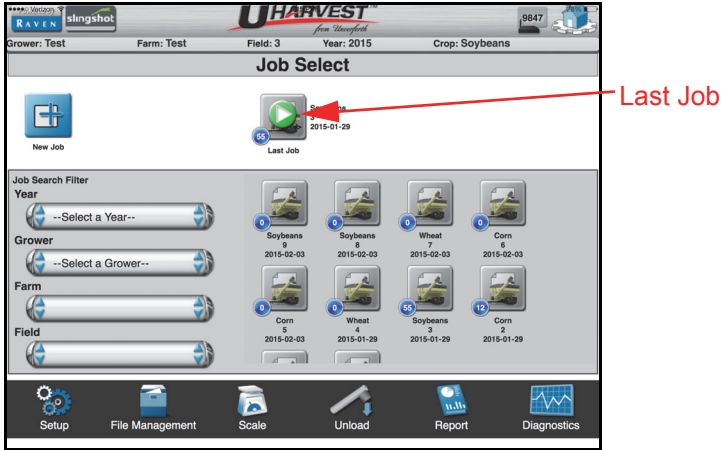 Verizon
RAVEN
slingshot
UHARVEST™
from Unverferth
9847
Grower: Test
Farm: Test
Field: 3
Year: 2015
Crop: Soybeans
Job Select
New Job
55
3
2015-01-29
Last Job
Last Job
Job Search Filter
Year
--Select a Year--
Grower
--Select a Grower--
Farm
Field
0
Soybeans
9
2015-02-03
0
Soybeans
8
2015-02-03
0
Wheat
7
2015-02-03
0
Corn
6
2015-02-03
0
Corn
5
2015-02-03
0
Wheat
4
2015-01-29
55
Soybeans
3
2015-01-29
12
Corn
2
2015-01-29
Setup
File Management
Scale
Unload
Report
Diagnostics